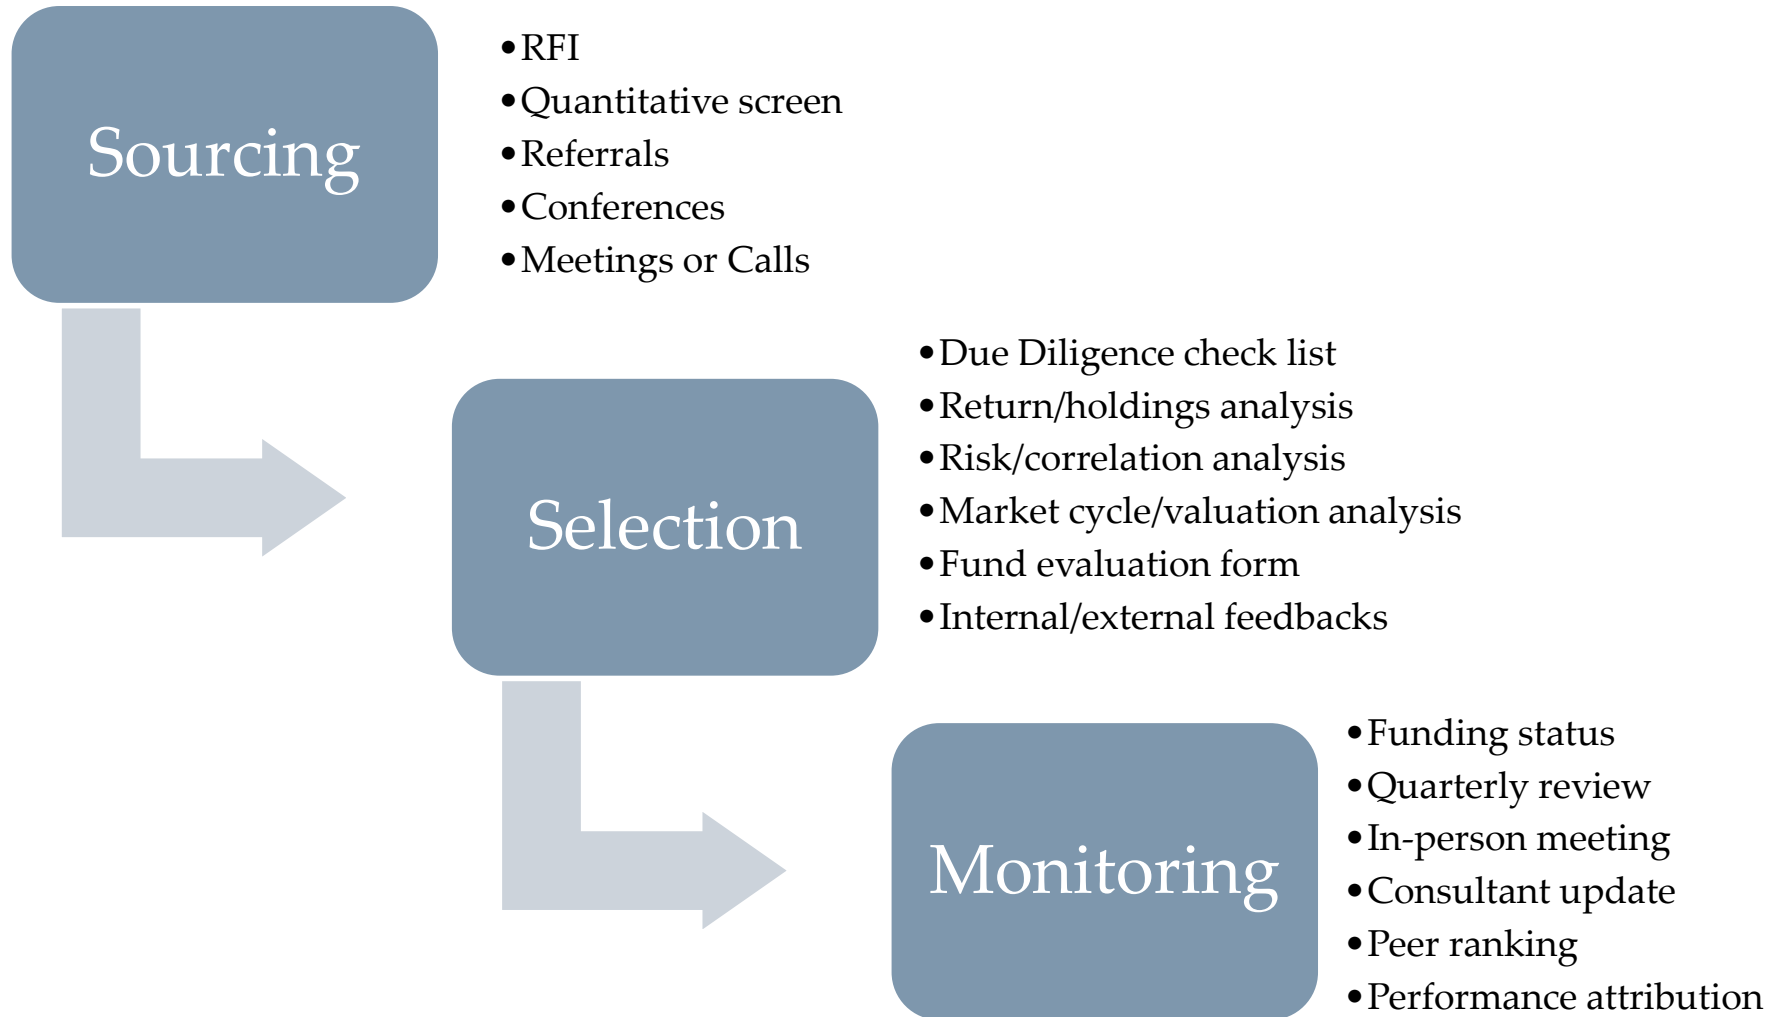 Sourcing
•RFI
•Quantitative screen
•Referrals
•Conferences
•Meetings or Calls
Selection
•Due Diligence check list
•Return/holdings analysis
•Risk/correlation analysis
•Market cycle/valuation analysis
•Fund evaluation form
•Internal/external feedbacks
Monitoring
•Funding status
•Quarterly review
•In-person meeting
•Consultant update
•Peer ranking
•Performance attribution